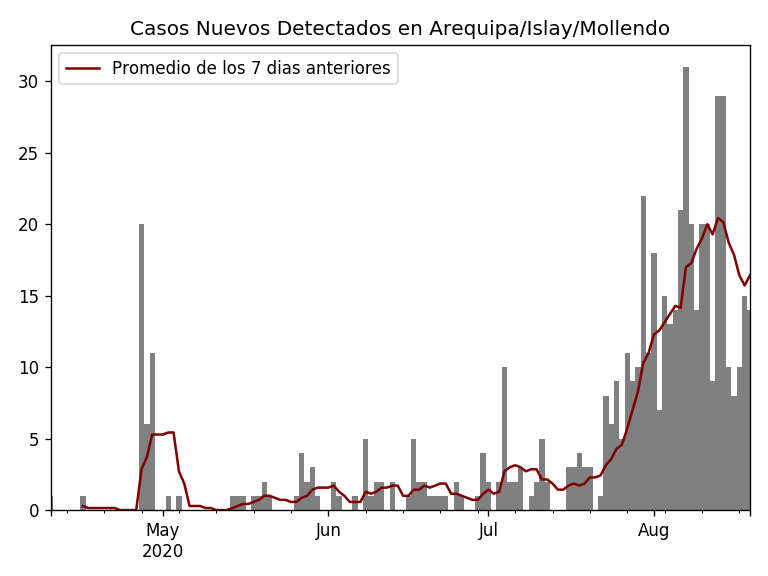 Casos Nuevos Detectados en Arequipa/Islay/Mollendo
Promedio de los 7 dias anteriores
30
25
20
15
10
5
0
May Jun Jul Aug
2020